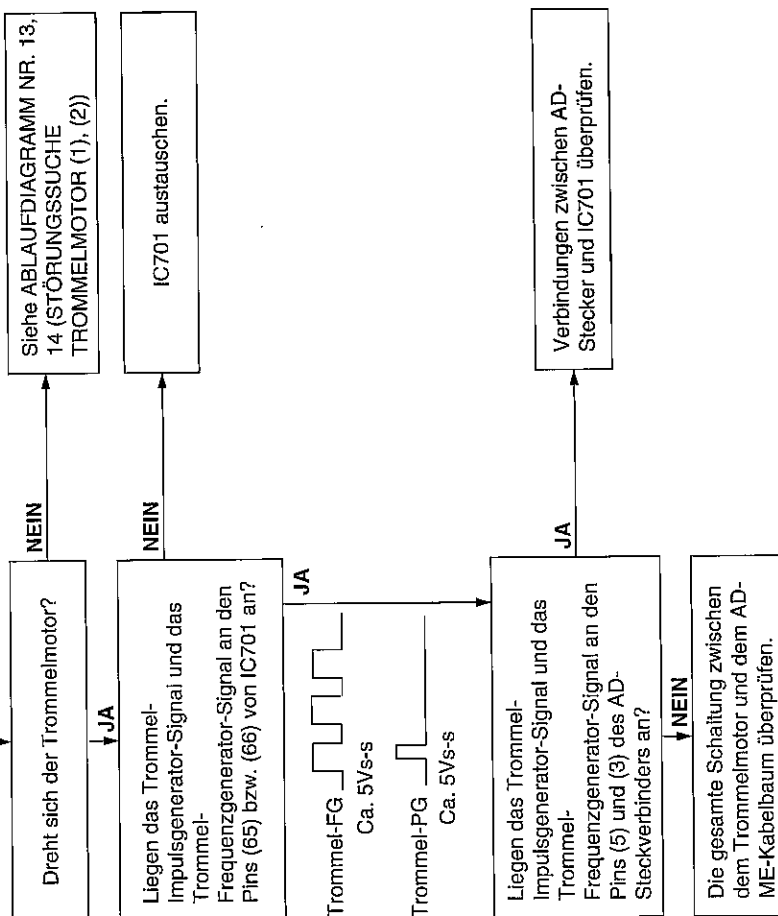 Dreht sich der Trommelmotor?
NEIN
Siehe ABLAUFDIAGRAMM NR. 13,
14 (STÖRUNGSSUCHE
TROMMELMOTOR (1), (2))
JA
Liegen das Trommel-
Impulsgenerator-Signal und das
Trommel-
Frequenzgenerator-Signal an den
Pins (65) bzw. (66) von IC701 an?
NEIN
IC701 austauschen.
JA
Trommel-FG
Ca. 5Vs-s
Trommel-PG
Ca. 5Vs-s
Liegen das Trommel-
Impulsgenerator-Signal und das
Trommel-
Frequenzgenerator-Signal an den
Pins (5) und (3) des AD-
Steckverbinders an?
JA
Verbindungen zwischen AD-
Stecker und IC701 überprüfen.
NEIN
Die gesamte Schaltung zwischen
dem Trommelmotor und dem AD-
ME-Kabelbaum überprüfen.